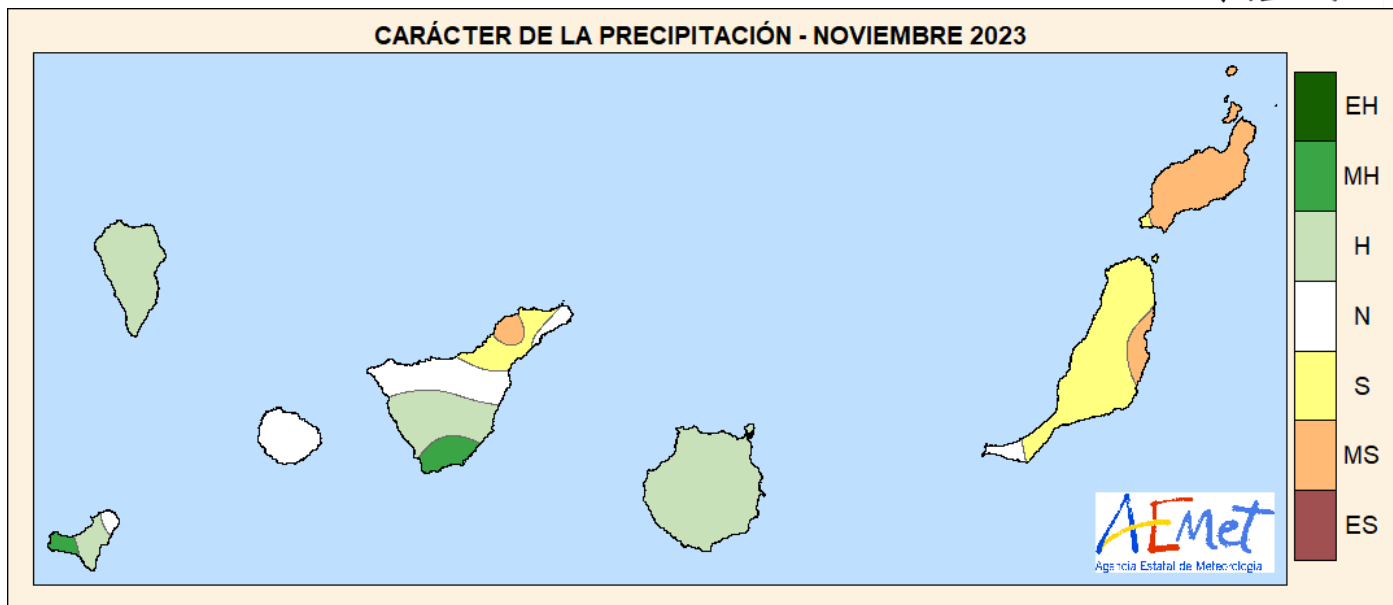 CARÁCTER DE LA PRECIPITACIÓN - NOVIEMBRE 2023
EH
MH
H
N
S
MS
ES
AEMet
Agencia Estatal de Meteorología